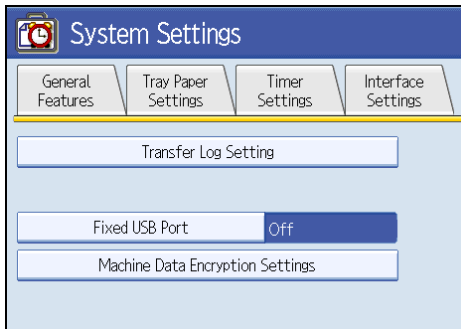 System Settings
General Features
Tray Paper Settings
Timer Settings
Interface Settings
Transfer Log Setting
Fixed USB Port Off
Machine Data Encryption Settings